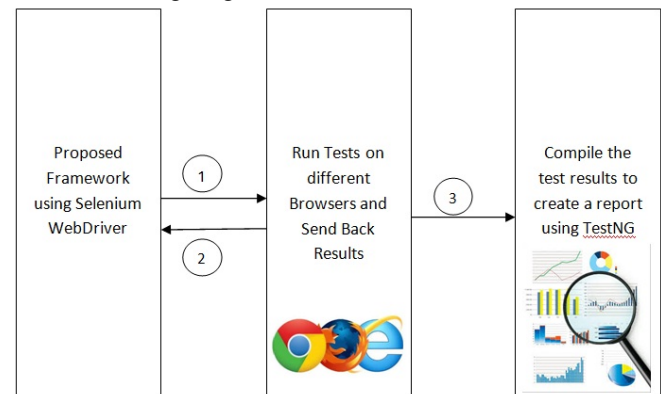 Proposed
Framework
using Selenium
WebDriver
1
2
Run Tests on
different
Browsers and
Send Back
Results
3
Compile the
test results to
create a report
using TestNG